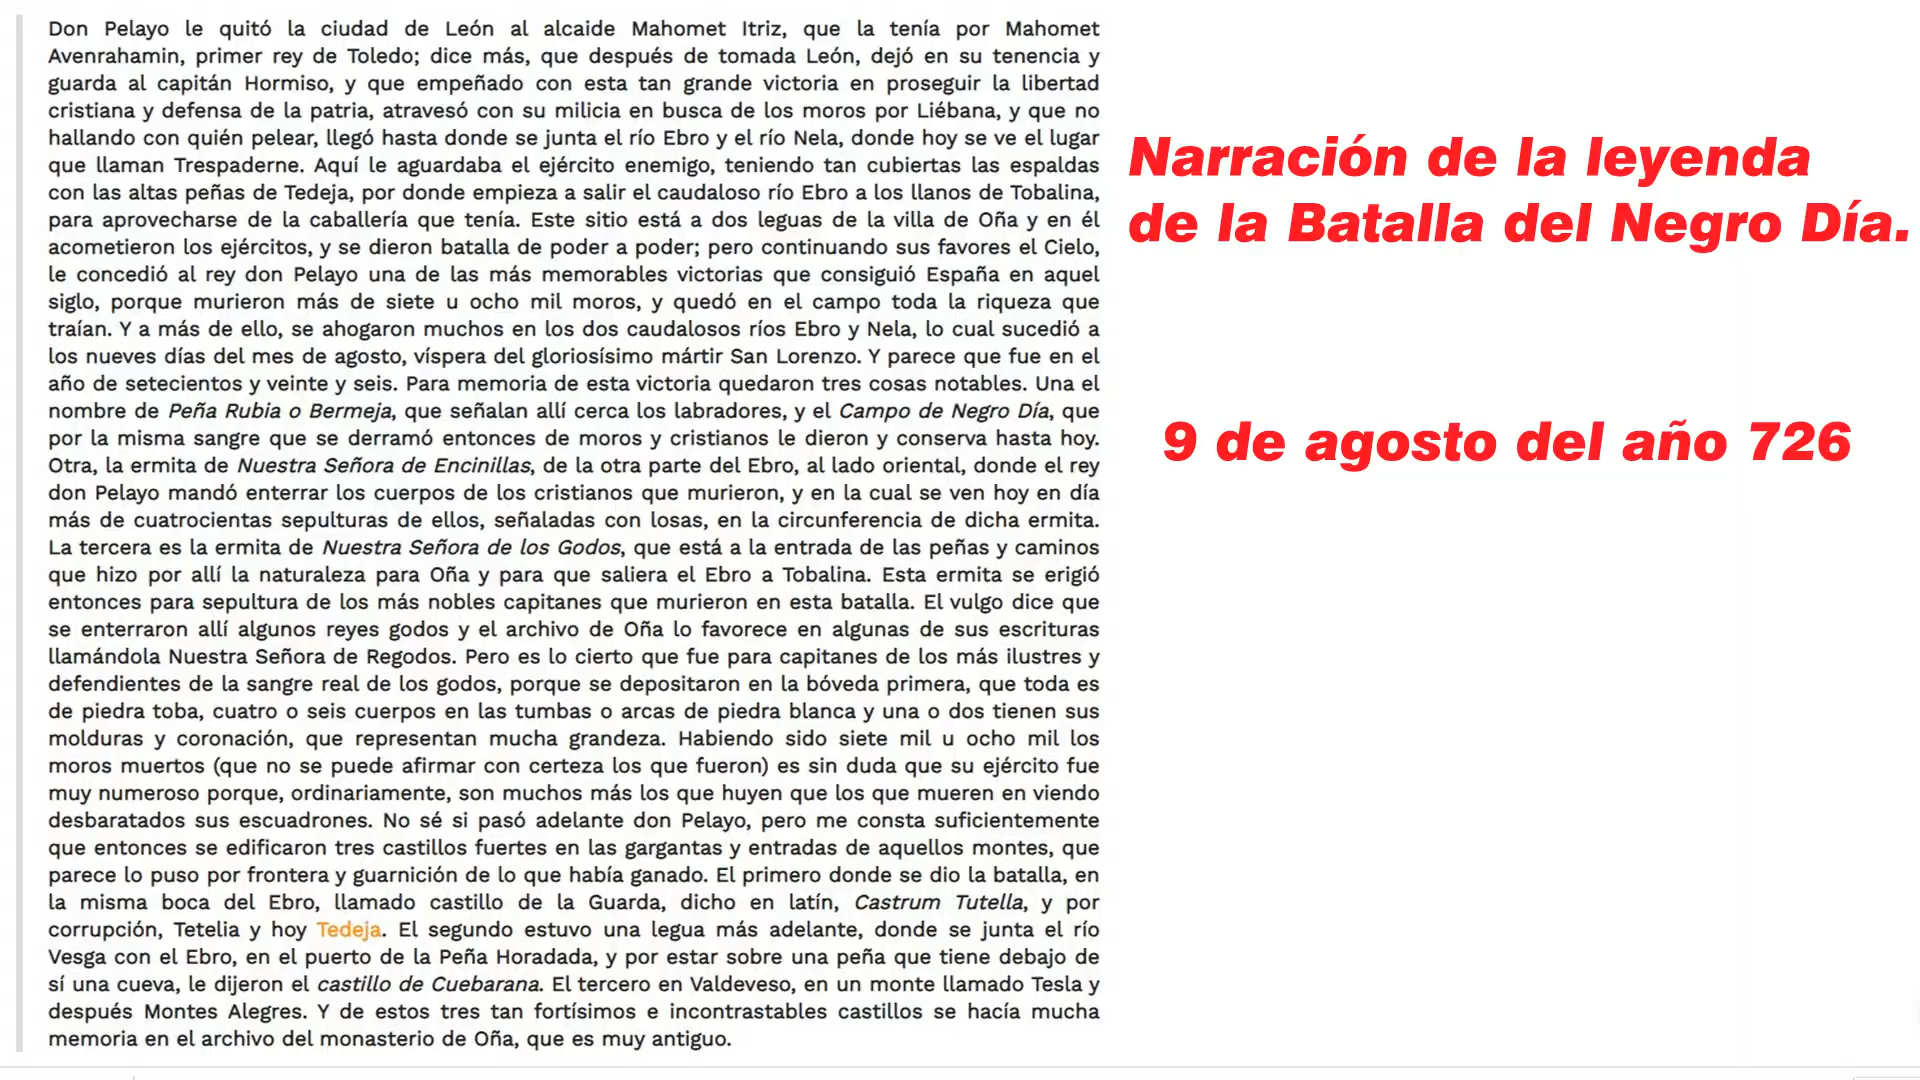 Don Pelayo le quitó la ciudad de León al alcaide Mahomet Itriz, que la tenía por Mahomet
Avenrahamin, primer rey de Toledo; dice más, que después de tomada León, dejó en su tenencia y
guarda al capitán Hormiso, y que empeñado con esta tan grande victoria en proseguir la libertad
cristiana y defensa de la patria, atravesó con su milicia en busca de los moros por Liébana, y que no
hallando con quién pelear, llegó hasta donde se junta el río Ebro y el río Nela, donde hoy se ve el lugar
que llaman Trespaderne. Aquí le aguardaba el ejército enemigo, teniendo tan cubiertas las espaldas
con las altas peñas de Tedeja, por donde empieza a salir el caudaloso río Ebro a los llanos de Tobalina,
para aprovecharse de la caballería que tenía. Este sitio está a dos leguas de la villa de Oña y en él
acometieron los ejércitos, y se dieron batalla de poder a poder; pero continuando sus favores el Cielo,
le concedió al rey don Pelayo una de las más memorables victorias que consiguió España en aquel
siglo, porque murieron más de siete u ocho mil moros, y quedó en el campo toda la riqueza que
traían. Y a más de ello, se ahogaron muchos en los dos caudalosos ríos Ebro y Nela, lo cual sucedió a
los nueves días del mes de agosto, víspera del gloriosísimo mártir San Lorenzo. Y parece que fue en el
año de setecientos y veinte y seis. Para memoria de esta victoria quedaron tres cosas notables. Una el
nombre de Peña Rubia o Bermeja, que señalan allí cerca los labradores, y el Campo de Negro Día, que
por la misma sangre que se derramó entonces de moros y cristianos le dieron y conserva hasta hoy.
Otra, la ermita de Nuestra Señora de Encinillas, de la otra parte del Ebro, al lado oriental, donde el rey
don Pelayo mandó enterrar los cuerpos de los cristianos que murieron, y en la cual se ven hoy en día
más de cuatrocientas sepulturas de ellos, señaladas con losas, en la circunferencia de dicha ermita.
La tercera es la ermita de Nuestra Señora de los Godos, que está a la entrada de las peñas y caminos
que hizo por allí la naturaleza para Oña y para que saliera el Ebro a Tobalina. Esta ermita se erigió
entonces para sepultura de los más nobles capitanes que murieron en esta batalla. El vulgo dice que
se enterraron allí algunos reyes godos y el archivo de Oña lo favorece en algunas de sus escrituras
llamándola Nuestra Señora de Regodos. Pero es lo cierto que fue para capitanes de los más ilustres y
defendientes de la sangre real de los godos, porque se depositaron en la bóveda primera, que toda es
de piedra toba, cuatro o seis cuerpos en las tumbas o arcas de piedra blanca y una o dos tienen sus
molduras y coronación, que representan mucha grandeza. Habiendo sido siete mil u ocho mil los
moros muertos (que no se puede afirmar con certeza los que fueron) es sin duda que su ejército fue
muy numeroso porque, ordinariamente, son muchos más los que huyen que los que mueren en viendo
desbaratados sus escuadrones. No sé si pasó adelante don Pelayo, pero me consta suficientemente
que entonces se edificaron tres castillos fuertes en las gargantas y entradas de aquellos montes, que
parece lo puso por frontera y guarnición de lo que había ganado. El primero donde se dio la batalla, en
la misma boca del Ebro, llamado castillo de la Guarda, dicho en latín, Castrum Tutella, y por
corrupción, Tetelia y hoy Tedeja. El segundo estuvo una legua más adelante, donde se junta el río
Vesga con el Ebro, en el puerto de la Peña Horadada, y por estar sobre una peña que tiene debajo de
sí una cueva, le dijeron el castillo de Cuebarana. El tercero en Valdeveso, en un monte llamado Tesla y
después Montes Alegres. Y de estos tres tan fortísimos e incontrastables castillos se hacía mucha
memoria en el archivo del monasterio de Oña, que es muy antiguo.
Narración de la leyenda
de la Batalla del Negro Día.
9 de agosto del año 726